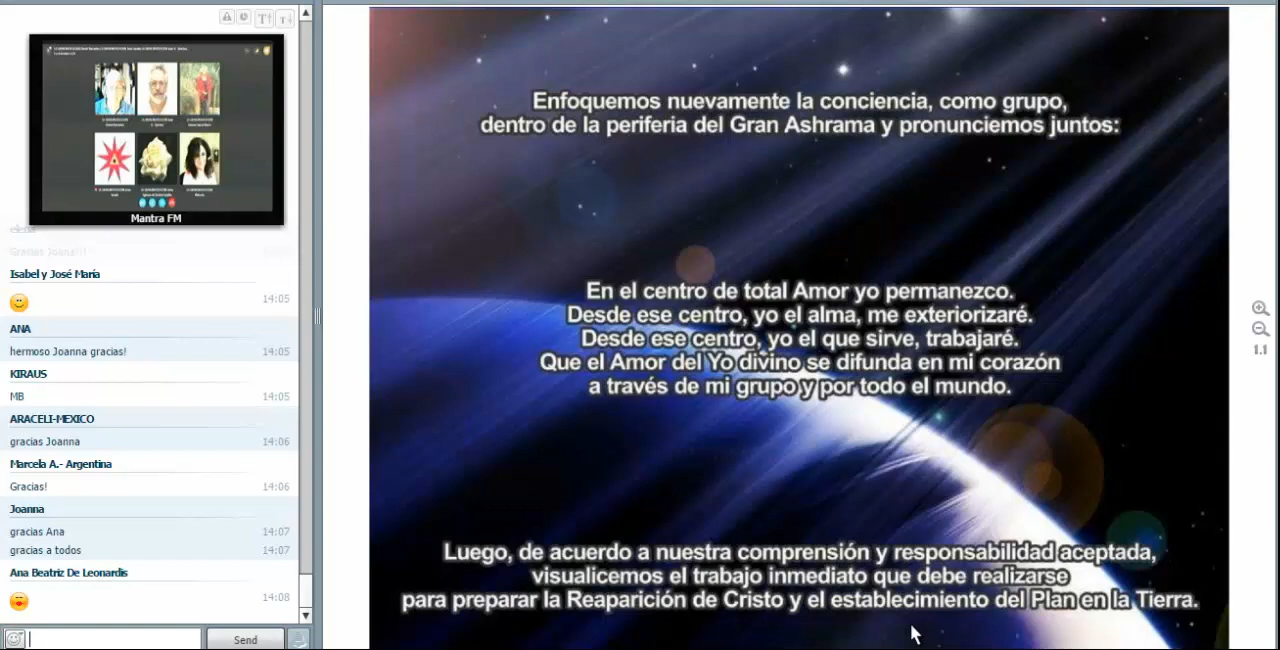 Mantra FM
Isabel y José María
14:05
ANA
hermoso Joanna gracias!
14:05
KIRAUS
MB
14:05
ARACELI-MEXICO
gracias Joanna
14:06
Marcela A.- Argentina
Gracias!
14:06
Joanna
gracias Ana
14:07
gracias a todos
14:07
Ana Beatriz De Leonardis
14:08
Send
Enfoquemos nuevamente la conciencia, como grupo,
dentro de la periferia del Gran Ashrama y pronunciemos juntos:
En el centro de total Amor yo permanezco.
Desde ese centro, yo el alma, me exteriorizaré.
Desde ese centro, yo el que sirve, trabajaré.
Que el Amor del Yo divino se difunda en mi corazón
a través de mi grupo y por todo el mundo.
Luego, de acuerdo a nuestra comprensión y responsabilidad aceptada,
visualicemos el trabajo inmediato que debe realizarse
para preparar la Reaparición de Cristo y el establecimiento del Plan en la Tierra.
1.1